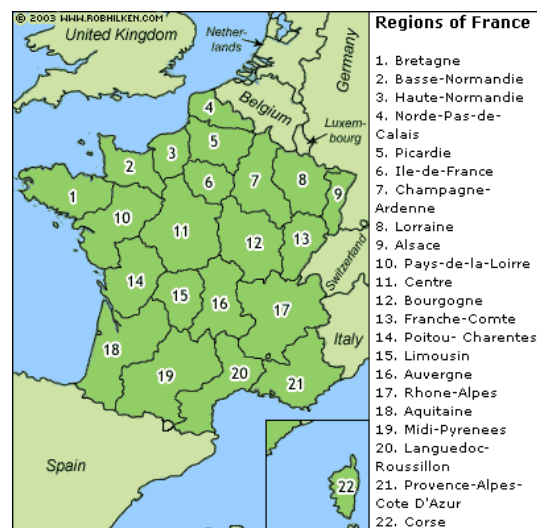 © 2003 WWW.ROBHILKEN.COM
United Kingdom
Nether-
lands
Germany
Belgium
Luxem-
bourg
Switzerland
Italy
Spain
4
5
3
2
6
7
8
9
1
10
11
12
13
14
15
16
17
18
19
20
21
22
Regions of France
1. Bretagne
2. Basse-Normandie
3. Haute-Normandie
4. Norde-Pas-de-
Calais
5. Picardie
6. Ile-de-France
7. Champagne-
Ardenne
8. Lorraine
9. Alsace
10. Pays-de-la-Loirre
11. Centre
12. Bourgogne
13. Franche-Comte
14. Poitou- Charentes
15. Limousin
16. Auvergne
17. Rhone-Alpes
18. Aquitaine
19. Midi-Pyrenees
20. Languedoc-
Roussillon
21. Provence-Alpes-
Cote D'Azur
22. Corse